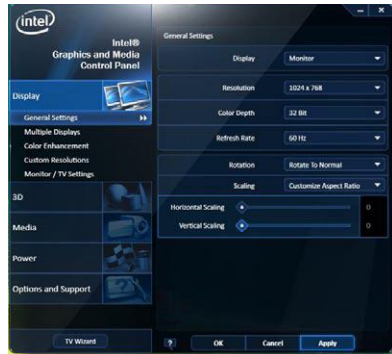 intel
Intel®
Graphics and Media
Control Panel
Display
General Settings
Multiple Displays
Color Enhancement
Custom Resolutions
Monitor / TV Settings
3D
Media
Power
Options and Support
TV Wizard
General Settings
Display Monitor
Resolution 1024 x 768
Color Depth 32 Bit
Refresh Rate 60 Hz
Rotation Rotate To Normal
Scaling Customize Aspect Ratio
Horizontal Scaling 0
Vertical Scaling 0
? OK Cancel Apply